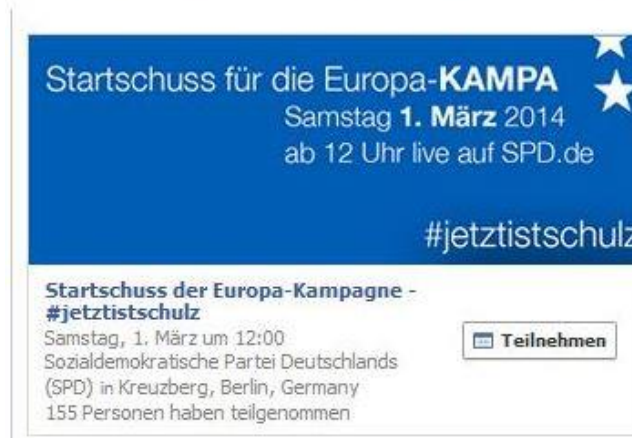 Startschuss für die Europa-KAMPA
Samstag 1. März 2014
ab 12 Uhr live auf SPD.de
#jetztistschulz
Startschuss der Europa-Kampagne -
#jetztistschulz
Samstag, 1. März um 12:00
Sozialdemokratische Partei Deutschlands
(SPD) in Kreuzberg, Berlin, Germany
155 Personen haben teilgenommen
Teilnehmen